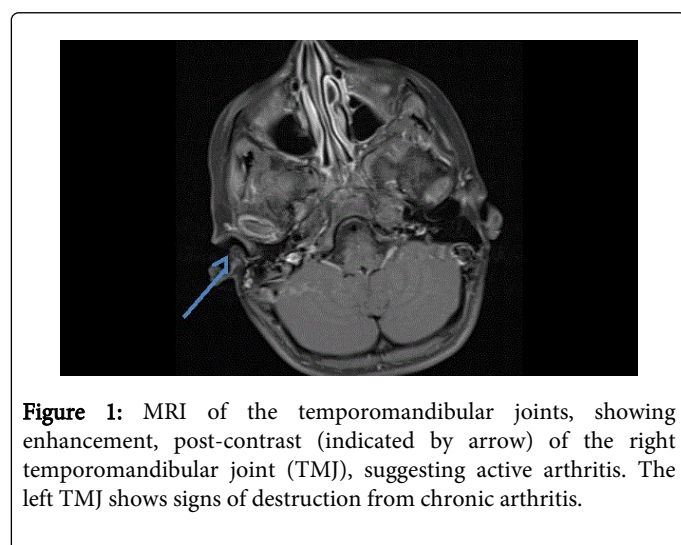 Figure 1: MRI of the temporomandibular joints, showing
enhancement, post-contrast (indicated by arrow) of the right
temporomandibular joint (TMJ), suggesting active arthritis. The
left TMJ shows signs of destruction from chronic arthritis.